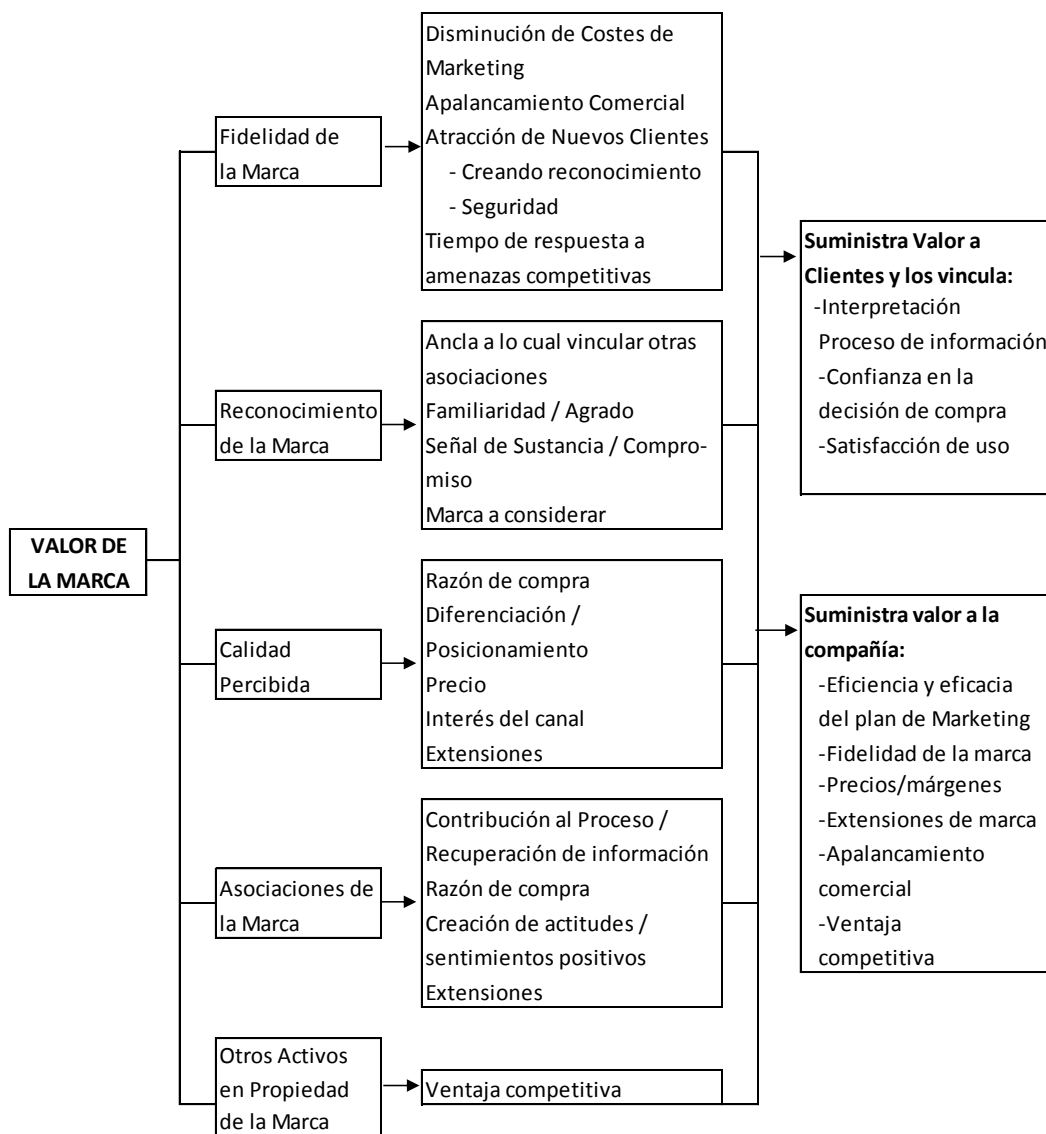 VALOR DE
LA MARCA
Fidelidad de
la Marca
Disminución de Costes de
Marketing
Apalancamiento Comercial
Atracción de Nuevos Clientes
- Creando reconocimiento
- Seguridad
Tiempo de respuesta a
amenazas competitivas
Reconocimiento
de la Marca
Ancla a lo cual vincular otras
asociaciones
Familiaridad / Agrado
Señal de Sustancia / Compro-
miso
Marca a considerar
Calidad
Percibida
Razón de compra
Diferenciación /
Posicionamiento
Precio
Interés del canal
Extensiones
Asociaciones de
la Marca
Contribución al Proceso /
Recuperación de información
Razón de compra
Creación de actitudes /
sentimientos positivos
Extensiones
Otros Activos
en Propiedad
de la Marca
Ventaja competitiva
Suministra Valor a
Clientes y los vincula:
-Interpretación
Proceso de información
-Confianza en la
decisión de compra
-Satisfacción de uso
Suministra valor a la
compañía:
-Eficiencia y eficacia
del plan de Marketing
-Fidelidad de la marca
-Precios/márgenes
-Extensiones de marca
-Apalancamiento
comercial
-Ventaja
competitiva